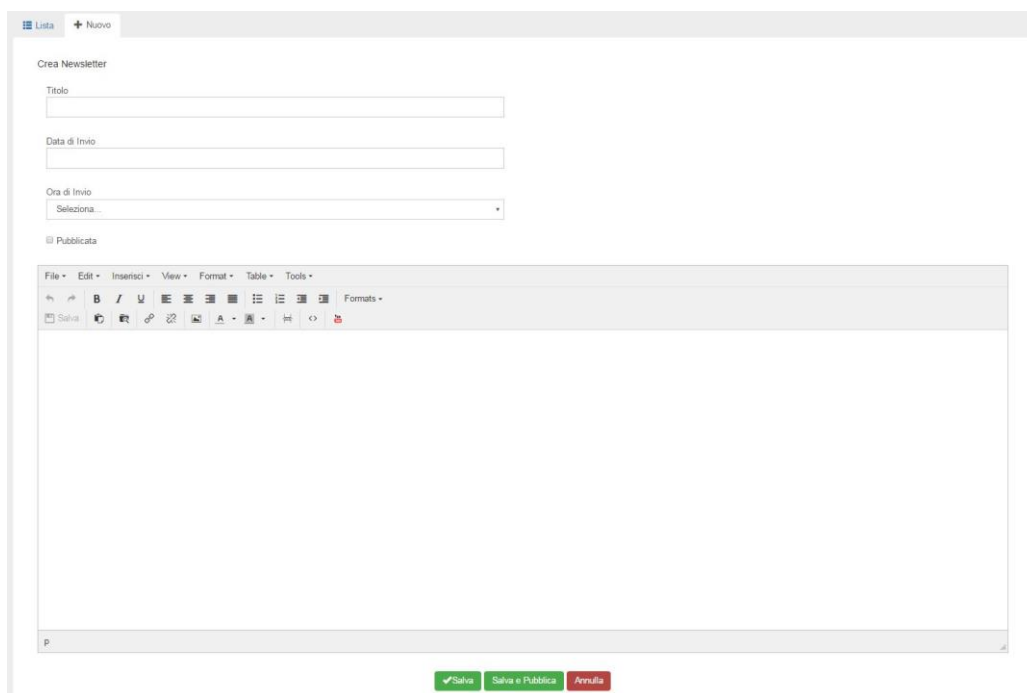 Lista Nuovo
Crea Newsletter
Titolo
Data di Invio
Ora di Invio
Seleziona...
Pubblicata
File Edit Inserisci View Format Table Tools
B I U Formats
Salva A A
p
Salva Salva e Pubblica Annulla